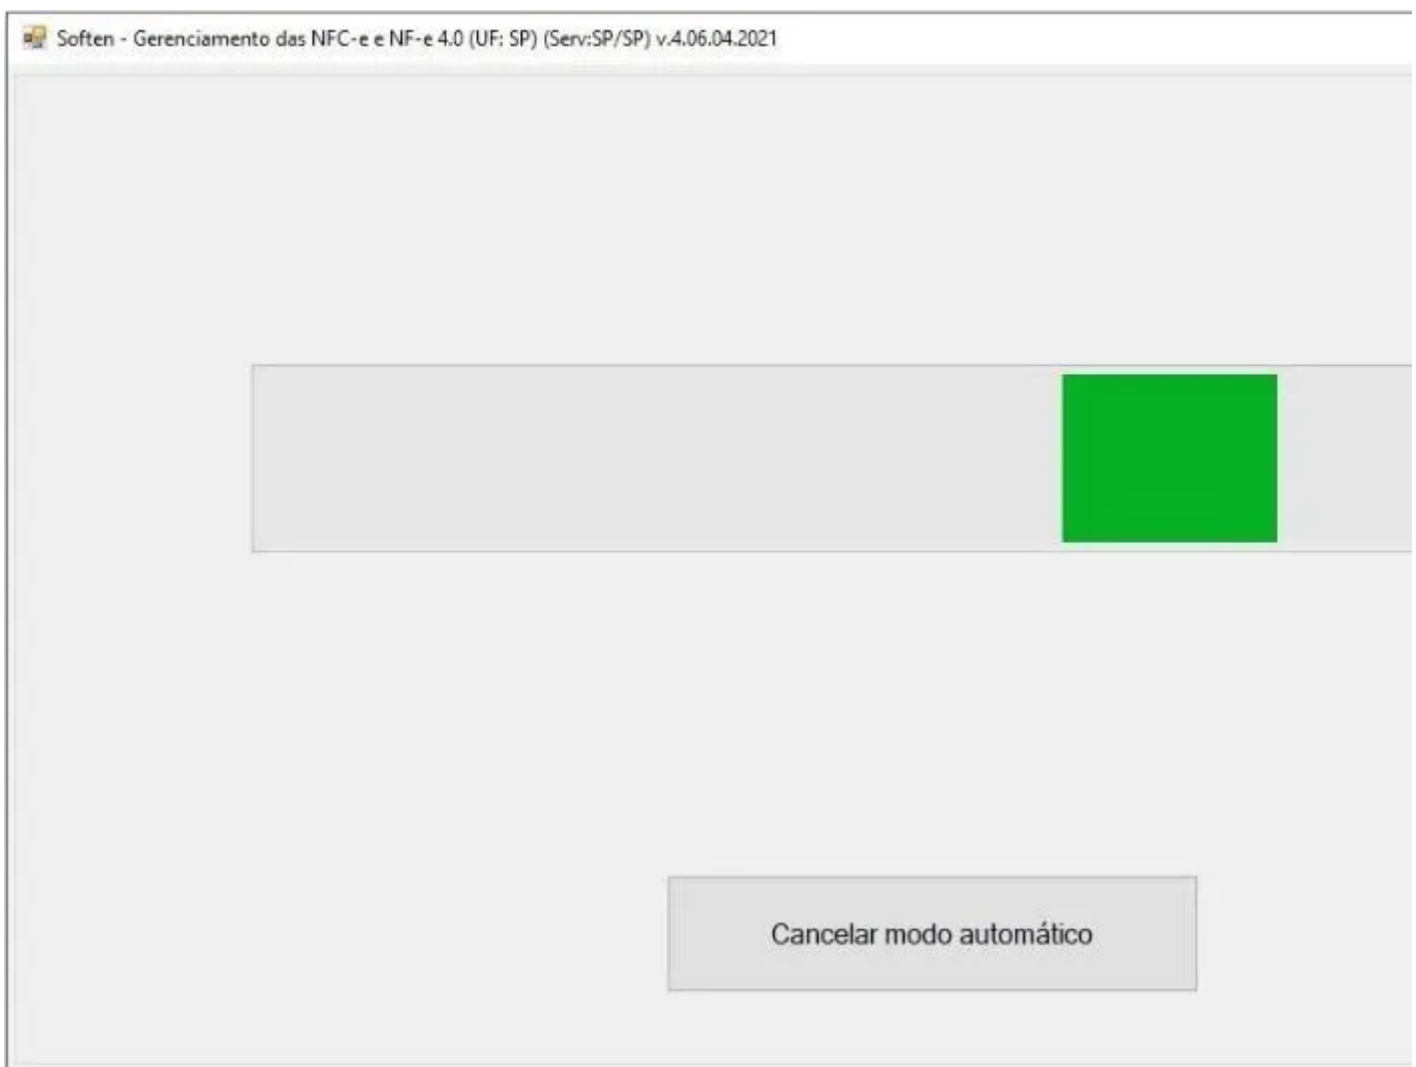 Soften - Gerenciamento das NFC-e e NF-e 4.0 (UF: SP) (Serv:SP/SP) v.4.06.04.2021
Cancelar modo automático